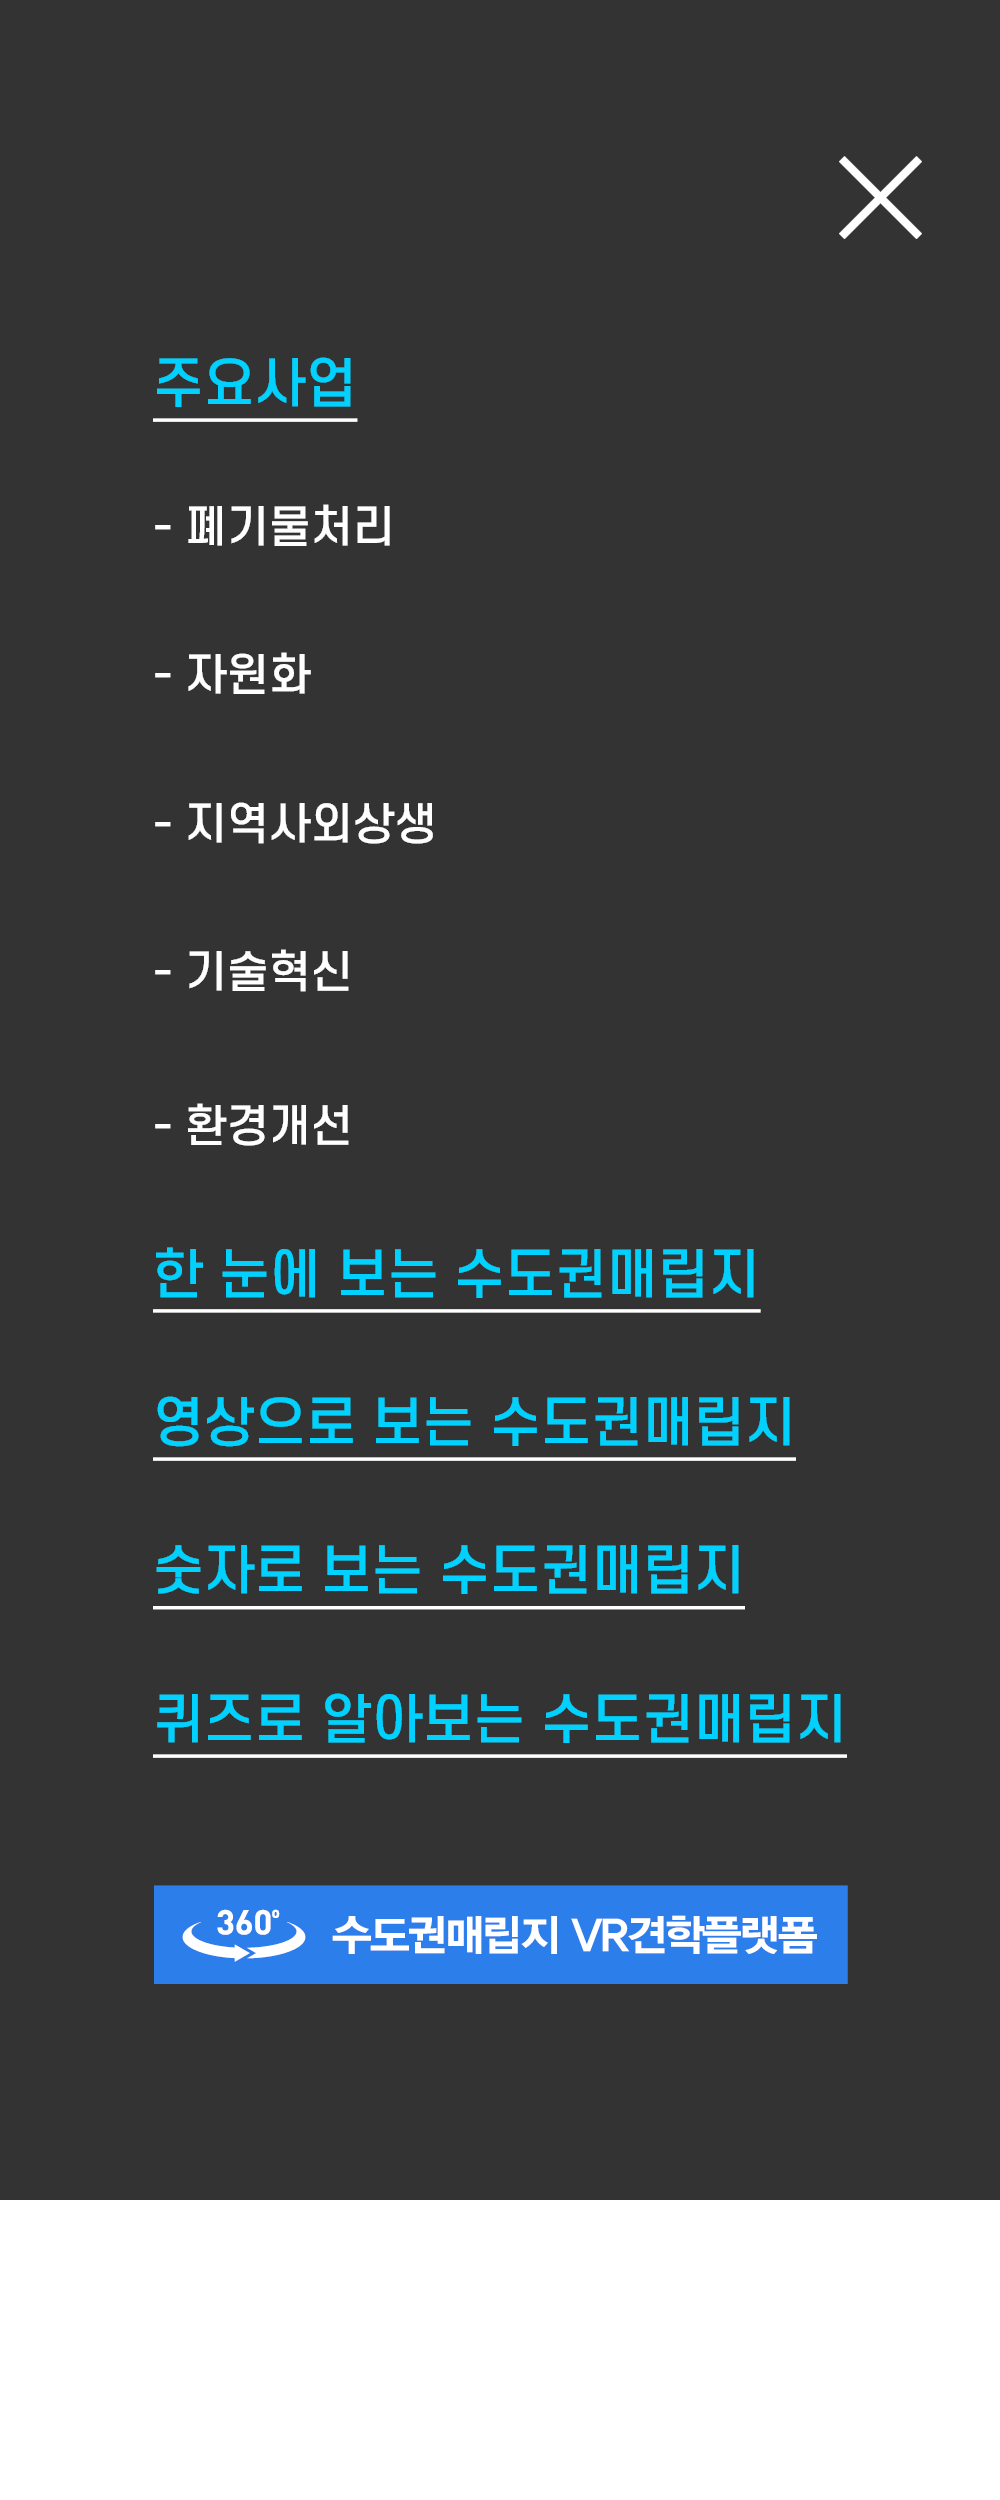 주요사업
- 폐기물처리
- 자원화
- 지역사외상생
- 기술혁신
- 환경개선
한 눈에 보는 수도권매립지
영상으로 보는 수도권매립지
숫자로 보는 수도권매립지
퀴즈로 알아보는 수도권매립지
360° 수도권매립지 VR견학플랫폼